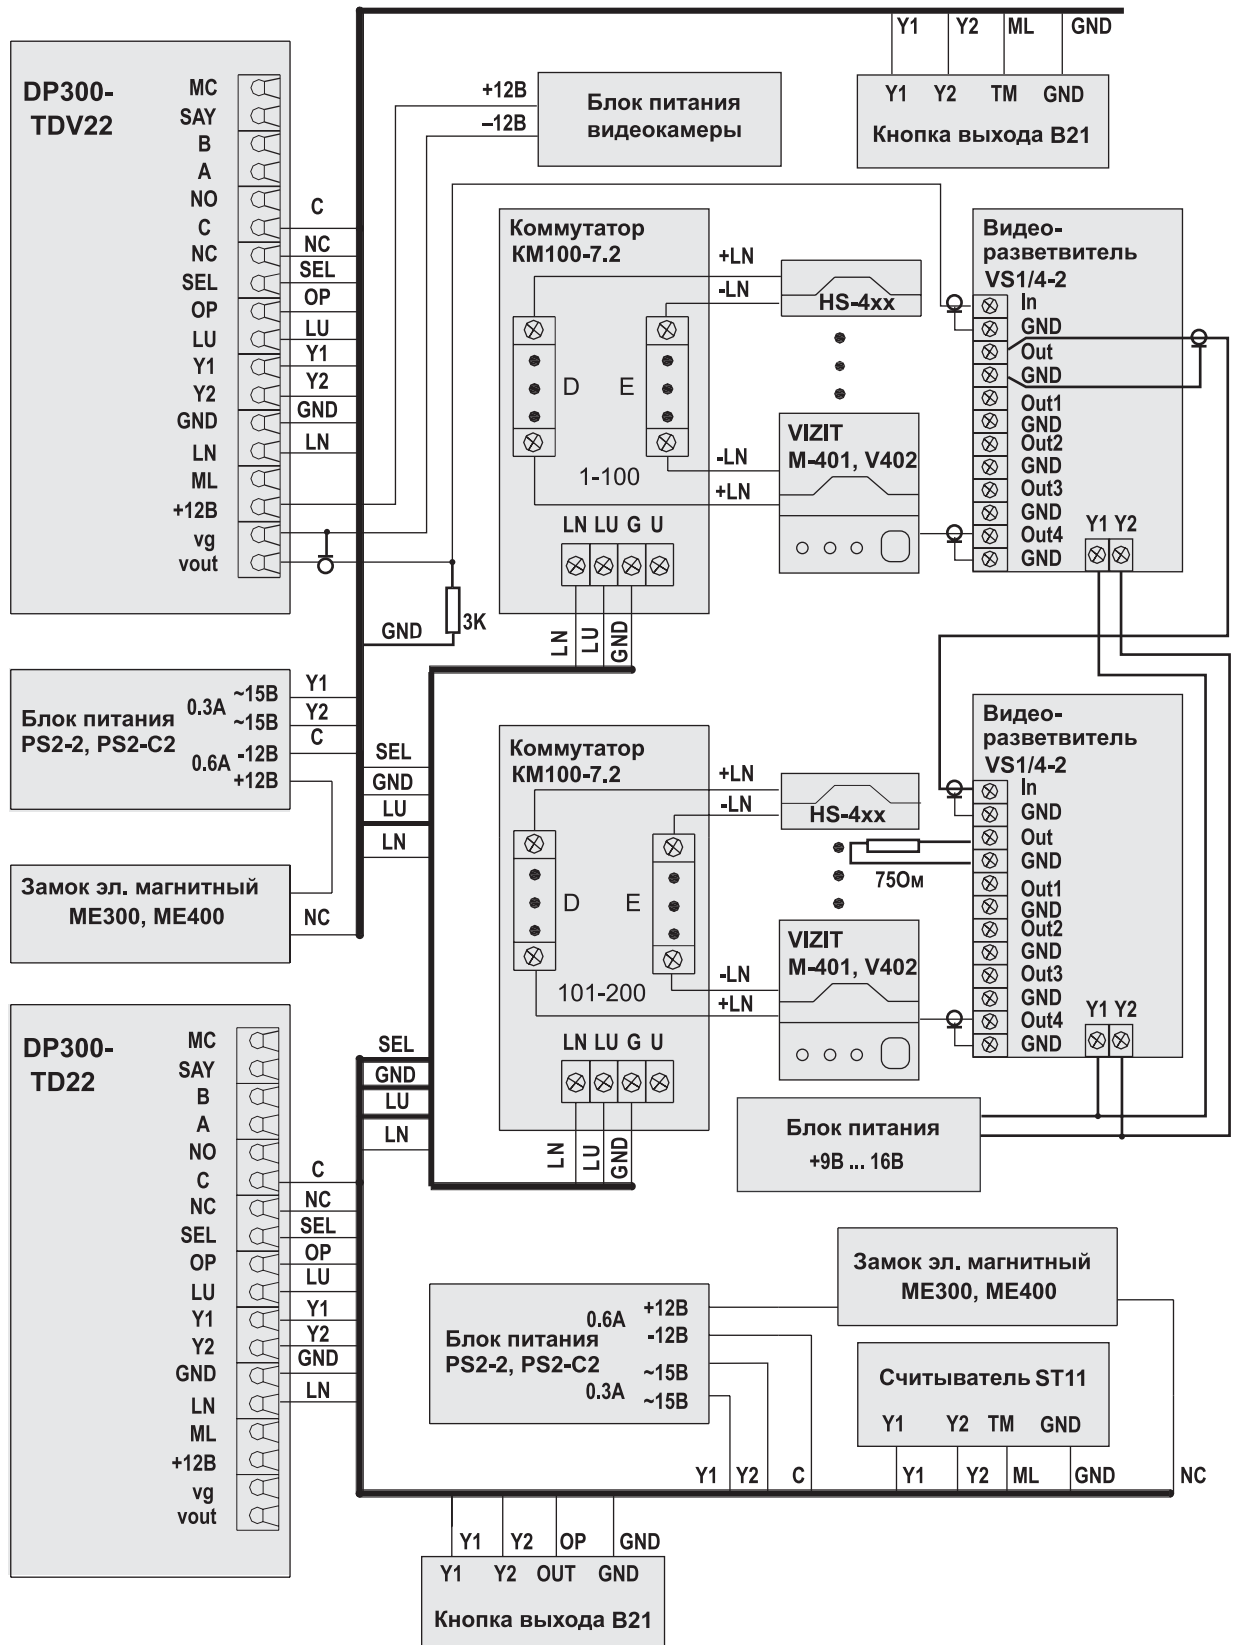 Y1 Y2 ML GND
Y1 Y2 TM GND
Кнопка выхода В21
DP300-
TDV22
MC
SAY
B
A
NO
C
NC
SEL
OP
LU
Y1
Y2
GND
LN
ML
+12В
vg
vout
C
NC
SEL
OP
LU
Y1
Y2
GND
LN
+12В
–12В
Блок питания
видеокамеры
GND
3K
Коммутатор
КМ100-7.2
D E
1-100
LN LU G U
LN LU GND
+LN
-LN
HS-4xx
VIZIT
M-401, V402
-LN
+LN
Видео-
разветвитель
VS1/4-2
In
GND
Out
GND
Out1
GND
Out2
GND
Out3
GND
Out4
GND
Y1 Y2
Блок питания
PS2-2, PS2-C2
0.3A
~15В
~15В
0.6A
-12В
+12В
Y1
Y2
C
Замок эл. магнитный
ME300, ME400
NC
SEL
GND
LU
LN
Коммутатор
КМ100-7.2
D E
101-200
LN LU G U
LN LU GND
+LN
-LN
HS-4xx
75Ом
VIZIT
M-401, V402
-LN
+LN
Видео-
разветвитель
VS1/4-2
In
GND
Out
GND
Out1
GND
Out2
GND
Out3
GND
Out4
GND
Y1 Y2
Блок питания
+9В ... 16В
DP300-
TD22
MC
SAY
B
A
NO
C
NC
SEL
OP
LU
Y1
Y2
GND
LN
ML
+12В
vg
vout
C
NC
SEL
OP
LU
Y1
Y2
GND
LN
SEL
GND
LU
LN
Блок питания
PS2-2, PS2-C2
0.6A
+12В
-12В
0.3A
~15В
~15В
Y1 Y2 C
Замок эл. магнитный
ME300, ME400
Считыватель ST11
Y1 Y2 TM GND
Y1 Y2 ML GND NC
Y1 Y2 OP GND
Y1 Y2 OUT GND
Кнопка выхода В21